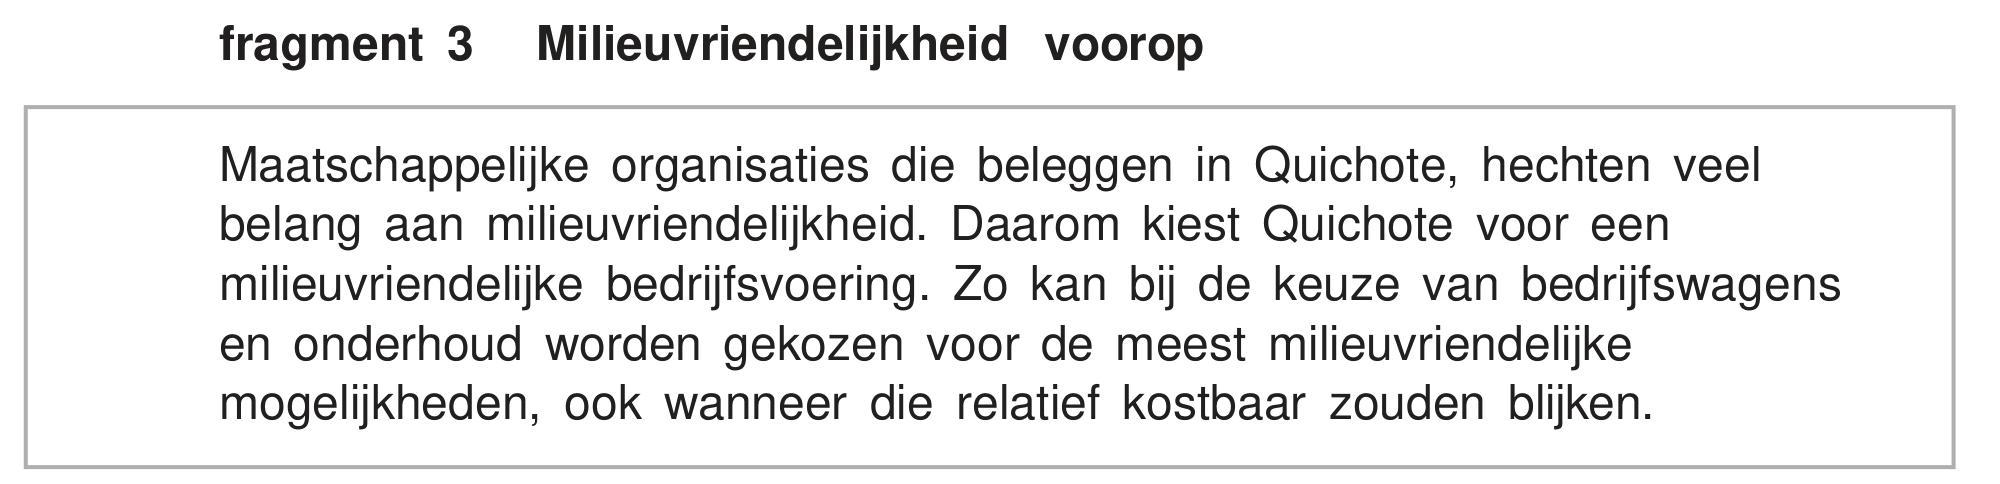 fragment 3 Milieuvriendelijkheid voorop
Maatschappelijke organisaties die beleggen in Quichote, hechten veel
belang aan milieuvriendelijkheid. Daarom kiest Quichote voor een
milieuvriendelijke bedrijfsvoering. Zo kan bij de keuze van bedrijfswagens
en onderhoud worden gekozen voor de meest milieuvriendelijke
mogelijkheden, ook wanneer die relatief kostbaar zouden blijken.